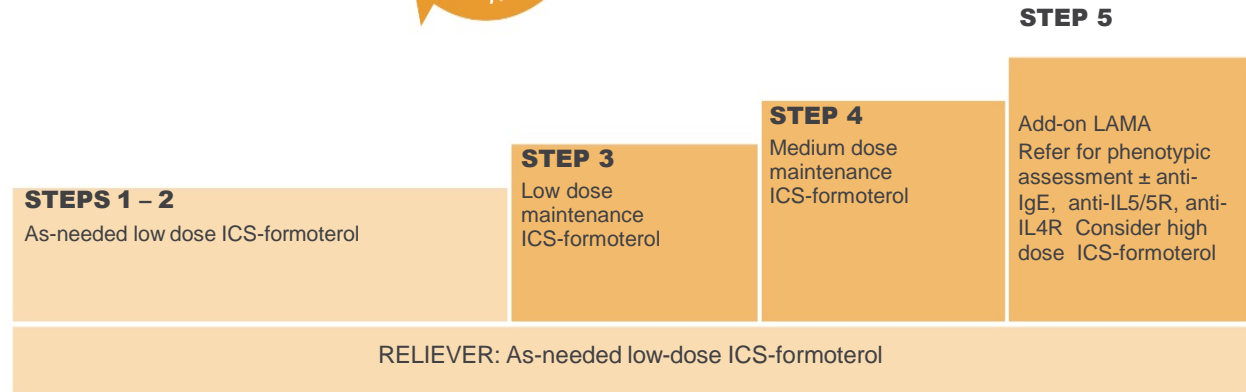 STEP 5
Add-on LAMA
Refer for phenotypic
assessment ± anti-
IgE, anti-IL5/5R, anti-
IL4R Consider high
dose ICS-formoterol
STEP 4
Medium dose
maintenance
ICS-formoterol
STEP 3
Low dose
maintenance
ICS-formoterol
STEPS 1 – 2
As-needed low dose ICS-formoterol
RELIEVER: As-needed low-dose ICS-formoterol